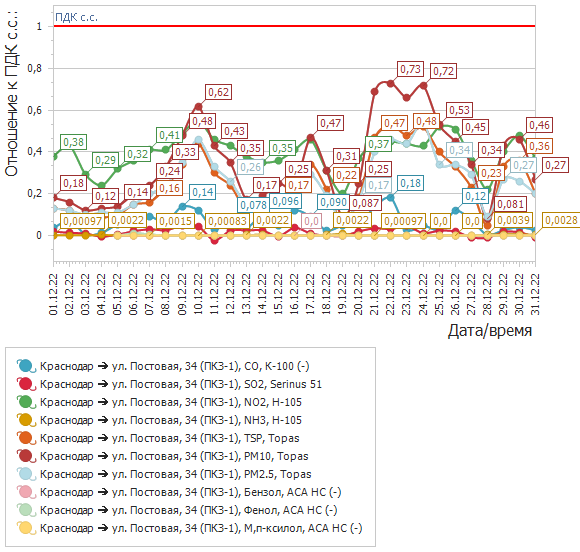 ПДК с.с.
Отношение к ПДК с.с.:
1
0,8
0,6
0,4
0,2
0
0,73 0,72
0,62
0,53
0,48 0,47 0,47 0,48 0,46
0,38 0,41 0,43 0,37 0,45
0,29 0,32 0,33 0,35 0,35 0,31 0,34 0,34 0,36
0,24 0,26 0,25 0,22 0,25 0,23 0,27 0,27
0,18 0,12 0,14 0,16 0,14 0,17 0,17 0,17 0,18 0,12
0,078 0,096 0,090 0,087 0,081
0,00097 0,0022 0,0015 0,00083 0,0022 0,0 0,0022 0,00097 0,0 0,0039 0,0028
01.12.22 02.12.22 03.12.22 04.12.22 05.12.22 06.12.22 07.12.22 08.12.22 09.12.22 10.12.22 11.12.22 12.12.22 13.12.22 14.12.22 15.12.22 16.12.22 17.12.22 18.12.22 19.12.22 20.12.22 21.12.22 22.12.22 23.12.22 24.12.22 25.12.22 26.12.22 27.12.22 28.12.22 29.12.22 30.12.22 31.12.22
Дата/время
Краснодар ➔ ул. Постовая, 34 (ПКЗ-1), CO, К-100 (-)
Краснодар ➔ ул. Постовая, 34 (ПКЗ-1), SO2, Serinus 51
Краснодар ➔ ул. Постовая, 34 (ПКЗ-1), NO2, Н-105
Краснодар ➔ ул. Постовая, 34 (ПКЗ-1), NH3, Н-105
Краснодар ➔ ул. Постовая, 34 (ПКЗ-1), TSP, Topas
Краснодар ➔ ул. Постовая, 34 (ПКЗ-1), PM10, Topas
Краснодар ➔ ул. Постовая, 34 (ПКЗ-1), PM2.5, Topas
Краснодар ➔ ул. Постовая, 34 (ПКЗ-1), Бензол, АСА НС (-)
Краснодар ➔ ул. Постовая, 34 (ПКЗ-1), Фенол, АСА НС (-)
Краснодар ➔ ул. Постовая, 34 (ПКЗ-1), М,п-ксилол, АСА НС (-)